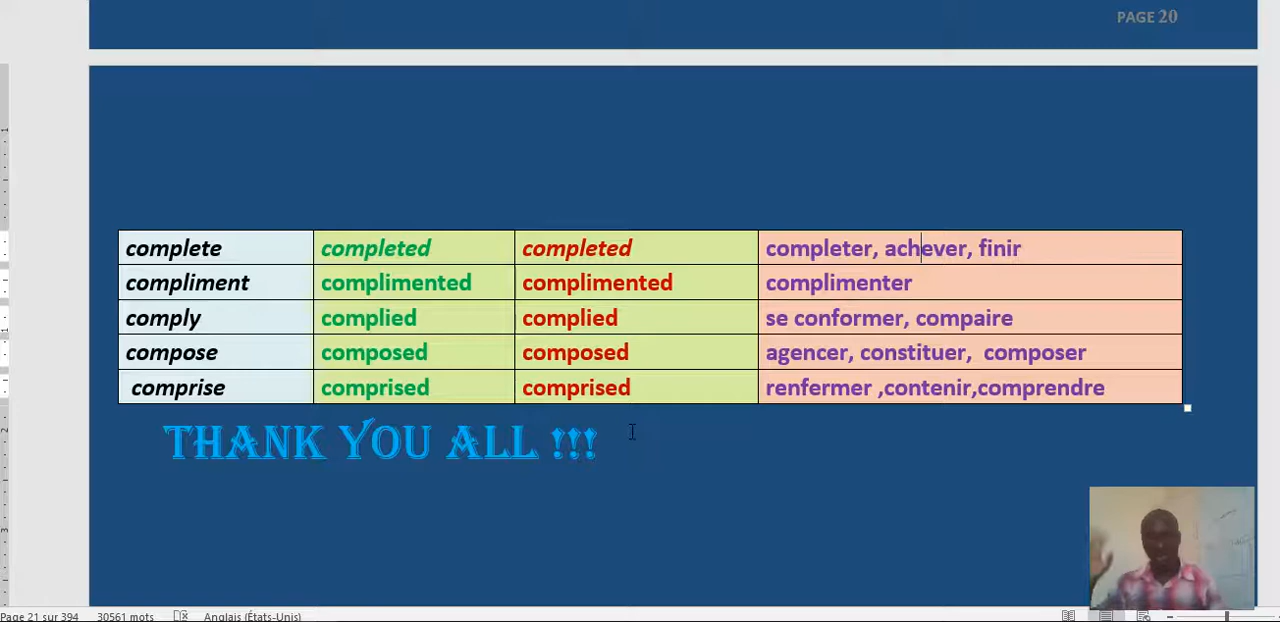 PAGE 20
complete completed completed completer, achever, finir
compliment complimented complimented complimenter
comply complied complied se conformer, compaire
compose composed composed agencer, constituer, composer
comprise comprised comprised renfermer ,contenir,comprendre
THANK YOU ALL !!!
Page 21 sur 394 30561 mots Anglais (États-Unis)